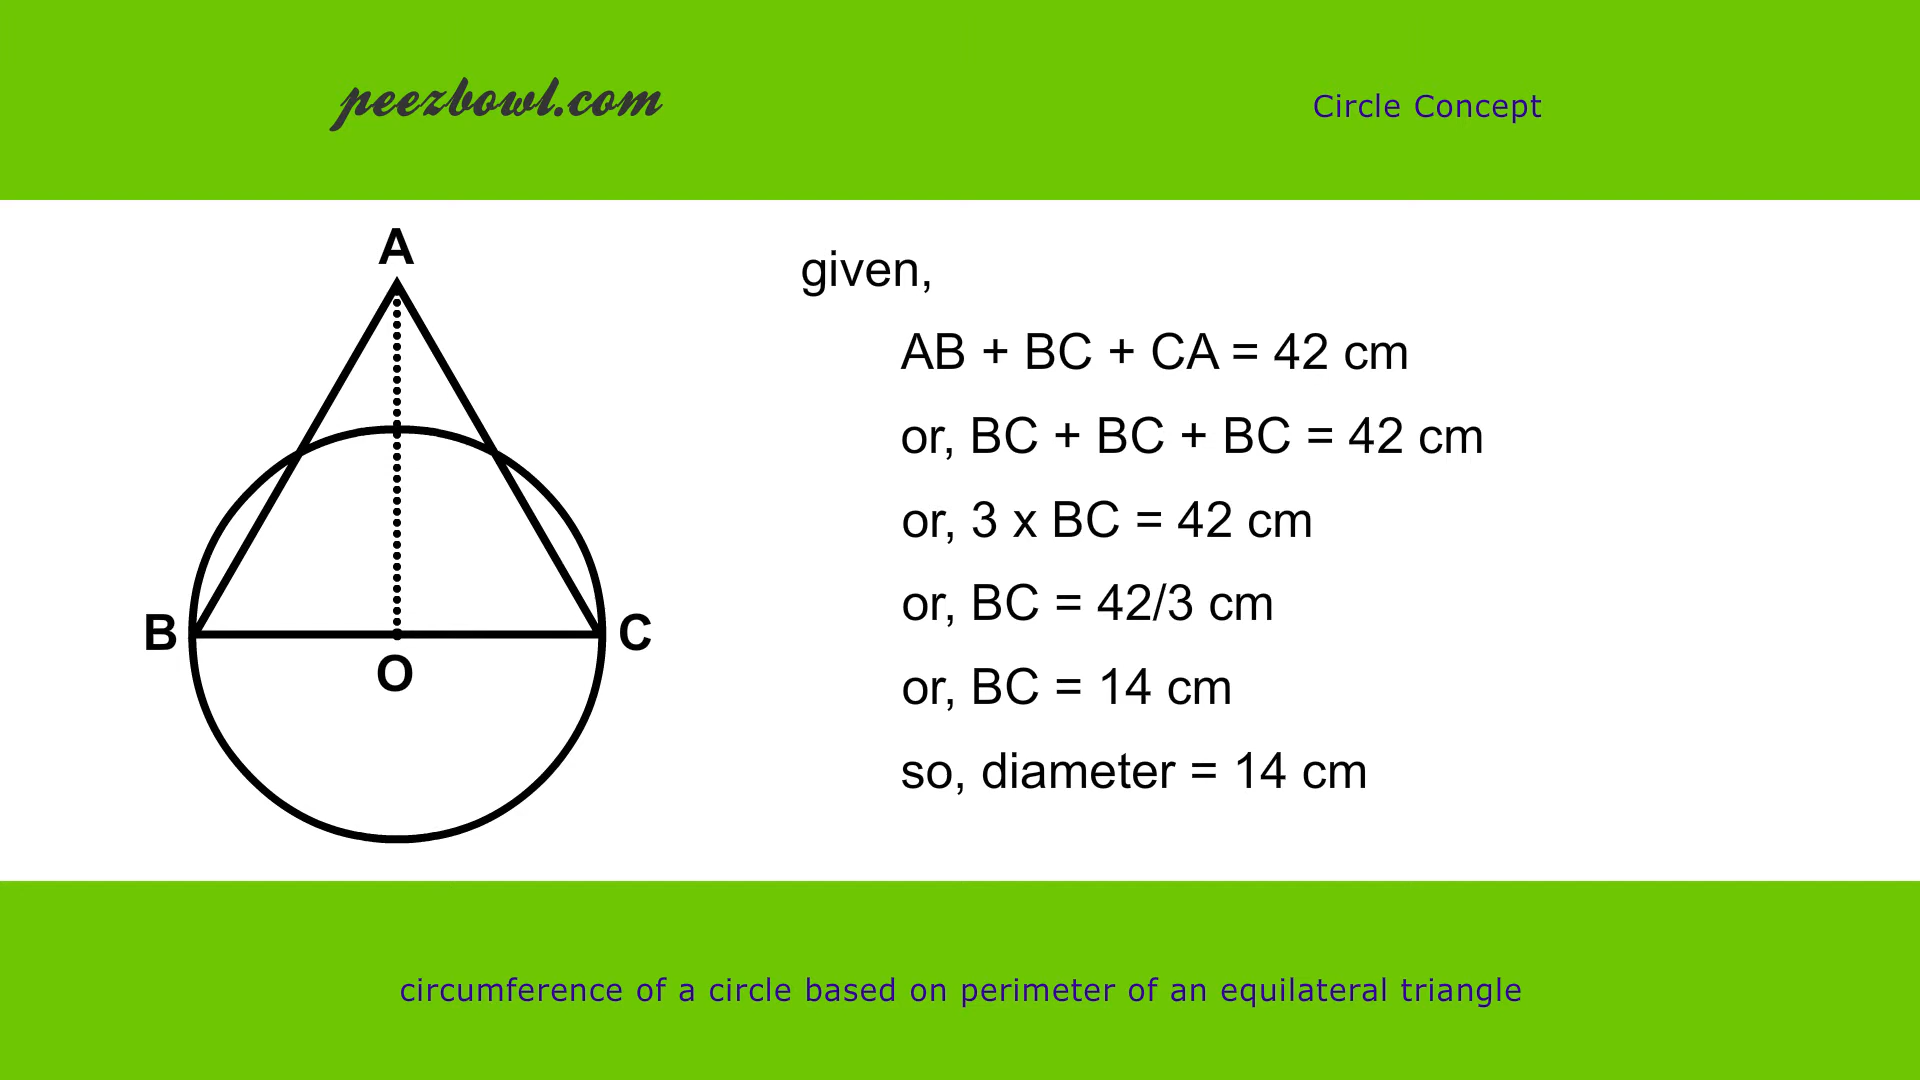 peezbowl.com
Circle Concept
A
B
C
O
given,
AB + BC + CA = 42 cm
or, BC + BC + BC = 42 cm
or, 3 x BC = 42 cm
or, BC = 42/3 cm
or, BC = 14 cm
so, diameter = 14 cm
circumference of a circle based on perimeter of an equilateral triangle